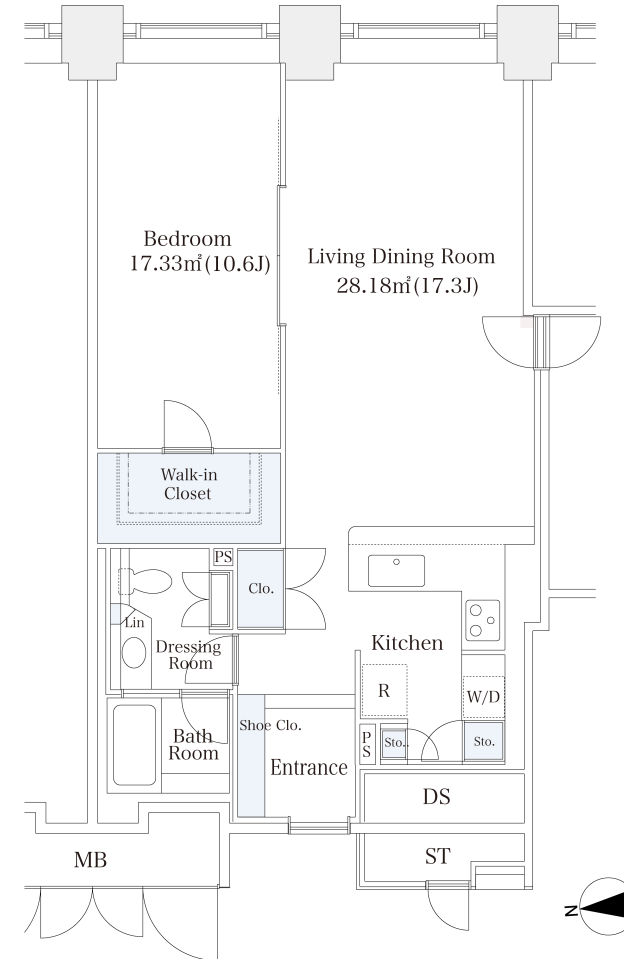 Bedroom
17.33㎡(10.6J)
Living Dining Room
28.18㎡(17.3J)
Walk-in
Closet
PS
Clo.
Lin
Dressing
Room
Kitchen
R
W/D
Shoe Clo.
Bath
Room
P
S
Sto.
Sto.
Entrance
DS
MB
ST
N